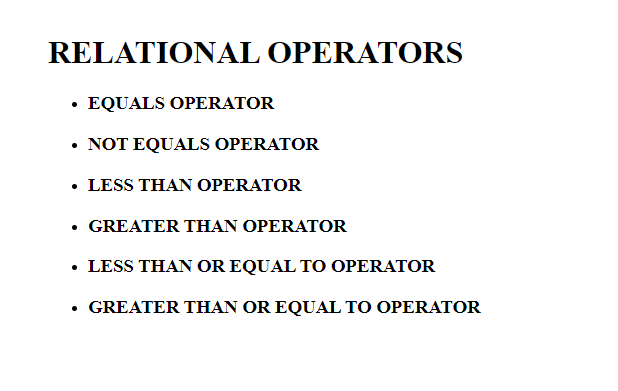 RELATIONAL OPERATORS
• EQUALS OPERATOR
• NOT EQUALS OPERATOR
• LESS THAN OPERATOR
• GREATER THAN OPERATOR
• LESS THAN OR EQUAL TO OPERATOR
• GREATER THAN OR EQUAL TO OPERATOR